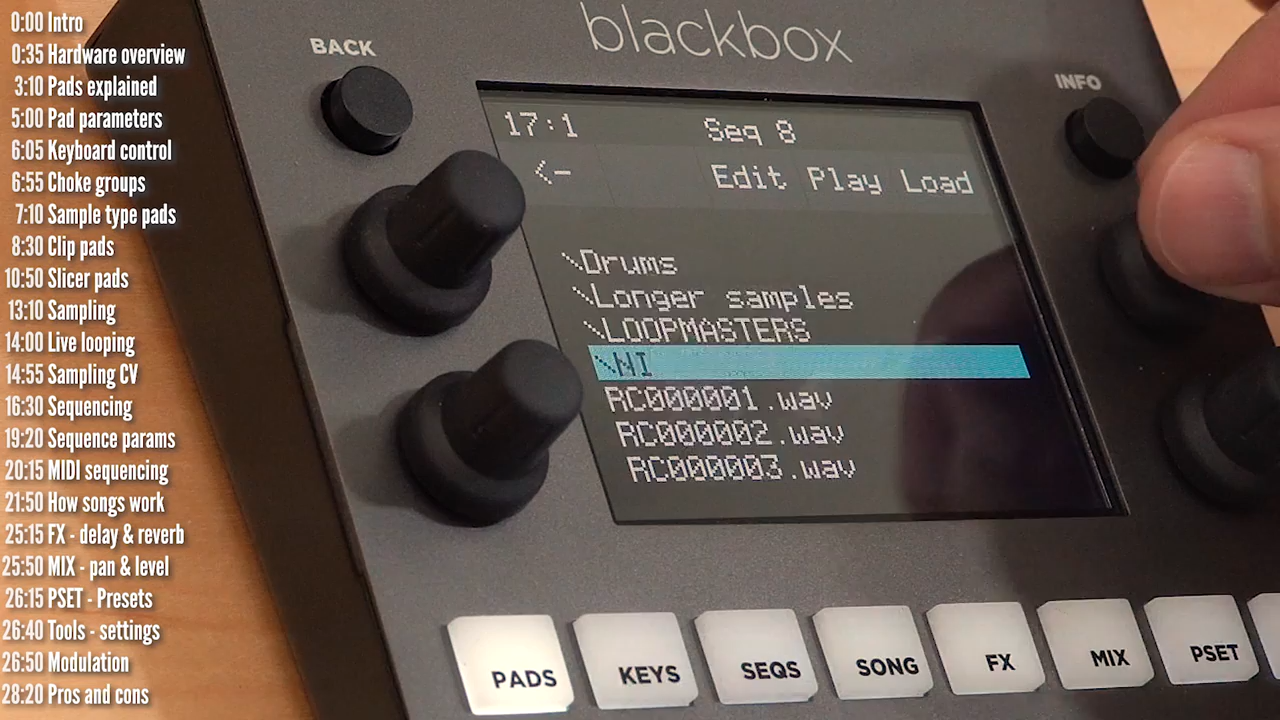 0:00 Intro
0:35 Hardware overview
3:10 Pads explained
5:00 Pad parameters
6:05 Keyboard control
6:55 Choke groups
7:10 Sample type pads
8:30 Clip pads
10:50 Slicer pads
13:10 Sampling
14:00 Live looping
14:55 Sampling CV
16:30 Sequencing
19:20 Sequence params
20:15 MIDI sequencing
21:50 How songs work
25:15 FX - delay & reverb
25:50 MIX - pan & level
26:15 PSET - Presets
26:40 Tools - settings
26:50 Modulation
28:20 Pros and cons
blackbox
BACK
INFO
17:1 Seq 8
<- Edit Play Load
\Drums
\Longer samples
\LOOPMASTERS
\NI
RC000001.wav
RC000002.wav
RC000003.wav
PADS KEYS SEQS SONG FX MIX PSET